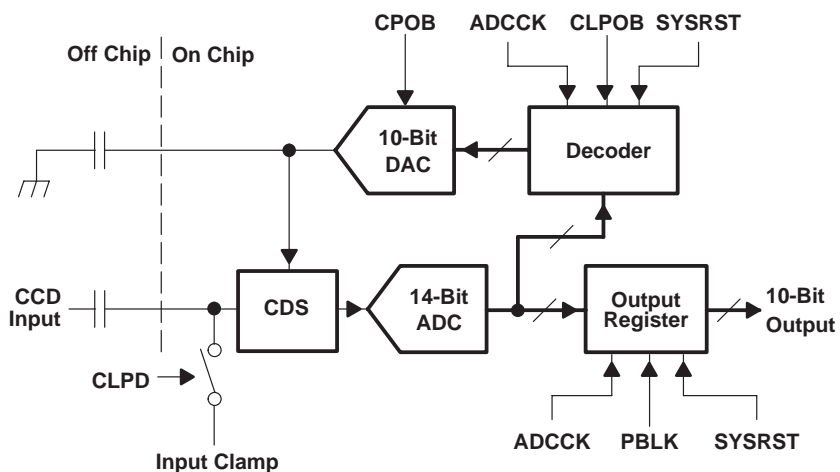 CPOB
ADCCK
CLPOB
SYSRST
Off Chip
On Chip
10-Bit
DAC
Decoder
CCD
Input
CDS
14-Bit
ADC
Output
Register
10-Bit
Output
CLPD
ADCCK
PBLK
SYSRST
Input Clamp